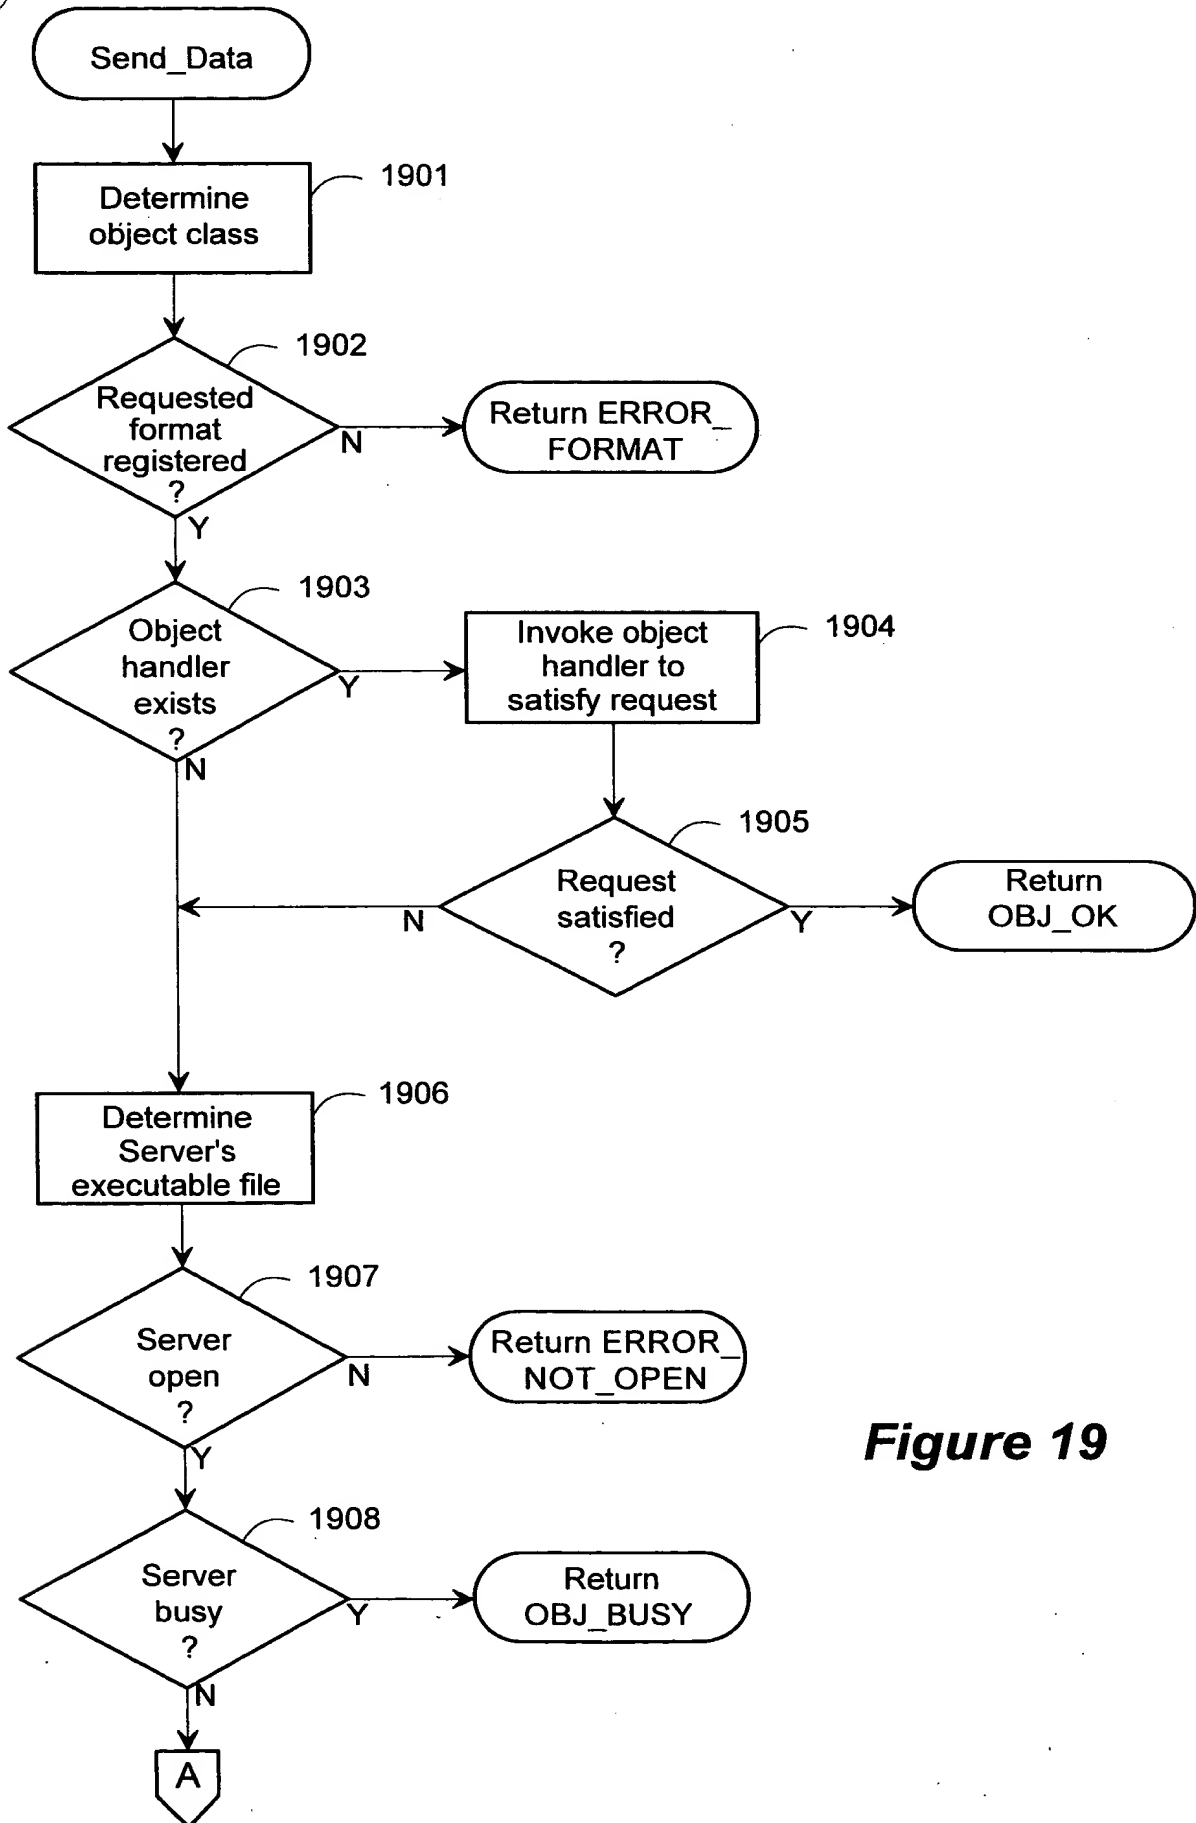 Send_Data
Determine
object class
1901
1902
Requested
format
registered
?
N
Y
Return ERROR_
FORMAT
1903
Object
handler
exists
?
Y
N
Invoke object
handler to
satisfy request
1904
1905
Request
satisfied
?
N
Y
Return
OBJ_OK
Determine
Server's
executable file
1906
1907
Server
open
?
N
Y
Return ERROR_
NOT_OPEN
Figure 19
1908
Server
busy
?
Y
N
Return
OBJ_BUSY
A